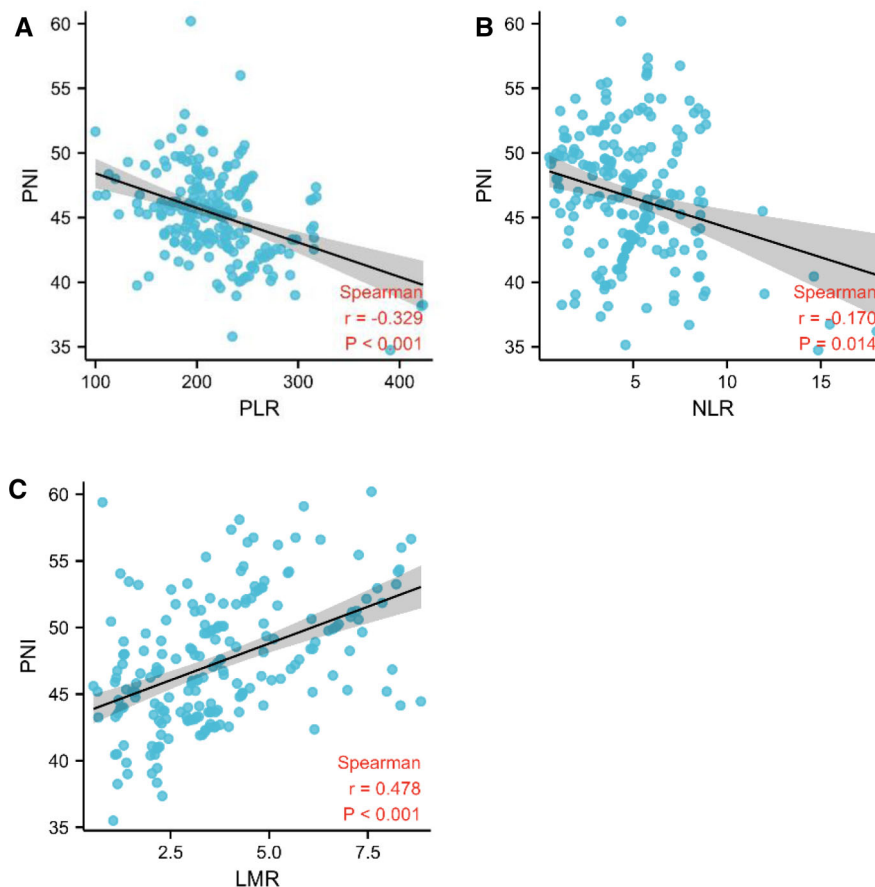 A
60
55
50
45
40
35
PNI
Spearman
r = -0.329
P < 0.001
100
200
300
400
PLR
B
60
55
50
45
40
35
PNI
Spearman
r = -0.170
P = 0.014
5
10
15
NLR
C
60
55
50
45
40
35
PNI
Spearman
r = 0.478
P < 0.001
2.5
5.0
7.5
LMR